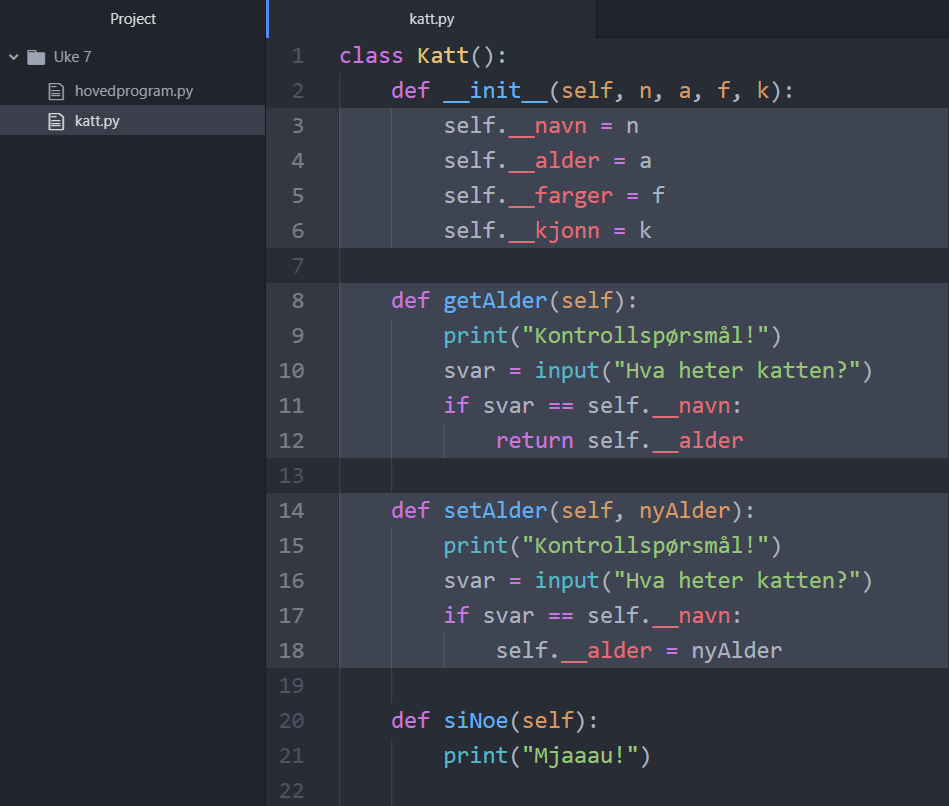 Project
Uke 7
hovedprogram.py
katt.py
katt.py
1 class Katt():
2     def __init__(self, n, a, f, k):
3         self.__navn = n
4         self.__alder = a
5         self.__farger = f
6         self.__kjonn = k
7
8     def getAlder(self):
9         print("Kontrollspørsmål!")
10         svar = input("Hva heter katten?")
11         if svar == self.__navn:
12             return self.__alder
13
14     def setAlder(self, nyAlder):
15         print("Kontrollspørsmål!")
16         svar = input("Hva heter katten?")
17         if svar == self.__navn:
18             self.__alder = nyAlder
19
20     def siNoe(self):
21         print("Mjaaau!")
22